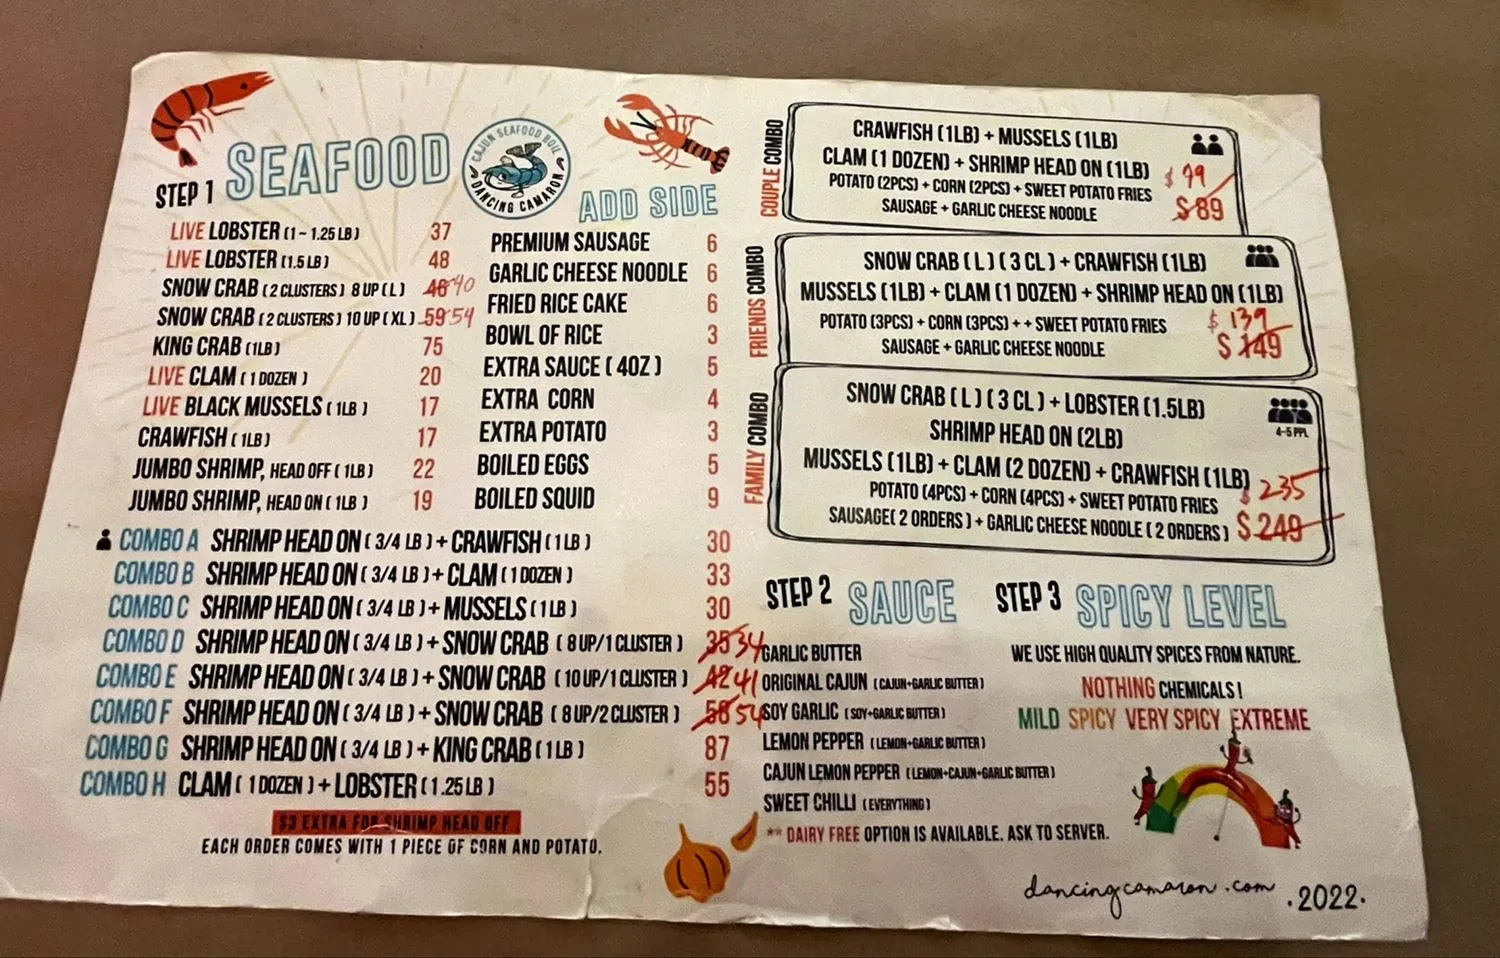 STEP 1 SEAFOOD
CAJUN SEAFOOD BOIL
DANCING CAMARON
LIVE LOBSTER (1 - 1.25 LB) 37
LIVE LOBSTER (1.5 LB) 48
SNOW CRAB (2 CLUSTERS) 8 UP (L) 46 40
SNOW CRAB (2 CLUSTERS) 10 UP (XL) 59 54
KING CRAB (1LB) 75
LIVE CLAM (1 DOZEN) 20
LIVE BLACK MUSSELS (1LB) 17
CRAWFISH (1LB) 17
JUMBO SHRIMP, HEAD OFF (1LB) 22
JUMBO SHRIMP, HEAD ON (1LB) 19
ADD SIDE
PREMIUM SAUSAGE 6
GARLIC CHEESE NOODLE 6
FRIED RICE CAKE 6
BOWL OF RICE 3
EXTRA SAUCE (4OZ) 5
EXTRA CORN 4
EXTRA POTATO 3
BOILED EGGS 5
BOILED SQUID 9
COMBO A SHRIMP HEAD ON (3/4 LB) + CRAWFISH (1LB) 30
COMBO B SHRIMP HEAD ON (3/4 LB) + CLAM (1 DOZEN) 33
COMBO C SHRIMP HEAD ON (3/4 LB) + MUSSELS (1LB) 30
COMBO D SHRIMP HEAD ON (3/4 LB) + SNOW CRAB (8 UP/1 CLUSTER) 35 34
COMBO E SHRIMP HEAD ON (3/4 LB) + SNOW CRAB (10 UP/1 CLUSTER) 42 41
COMBO F SHRIMP HEAD ON (3/4 LB) + SNOW CRAB (8 UP/2 CLUSTER) 58 54
COMBO G SHRIMP HEAD ON (3/4 LB) + KING CRAB (1LB) 87
COMBO H CLAM (1 DOZEN) + LOBSTER (1.25LB) 55
$3 EXTRA FOR SHRIMP HEAD OFF
EACH ORDER COMES WITH 1 PIECE OF CORN AND POTATO.
COUPLE COMBO
CRAWFISH (1LB) + MUSSELS (1LB)
CLAM (1 DOZEN) + SHRIMP HEAD ON (1LB)
POTATO (2PCS) + CORN (2PCS) + SWEET POTATO FRIES $79
SAUSAGE + GARLIC CHEESE NOODLE $89
FRIENDS COMBO
SNOW CRAB (L) (3 CL) + CRAWFISH (1LB)
MUSSELS (1LB) + CLAM (1 DOZEN) + SHRIMP HEAD ON (1LB)
POTATO (3PCS) + CORN (3PCS) + + SWEET POTATO FRIES $139
SAUSAGE + GARLIC CHEESE NOODLE $149
FAMILY COMBO
4-5 PPL
SNOW CRAB (L) (3 CL) + LOBSTER (1.5LB)
SHRIMP HEAD ON (2LB)
MUSSELS (1LB) + CLAM (2 DOZEN) + CRAWFISH (1LB)
POTATO (4PCS) + CORN (4PCS) + SWEET POTATO FRIES $235
SAUSAGE( 2 ORDERS) + GARLIC CHEESE NOODLE (2 ORDERS) $249
STEP 2 SAUCE
GARLIC BUTTER
ORIGINAL CAJUN (CAJUN+GARLIC BUTTER)
SOY GARLIC (SOY+GARLIC BUTTER)
LEMON PEPPER (LEMON+GARLIC BUTTER)
CAJUN LEMON PEPPER (LEMON+CAJUN+GARLIC BUTTER)
SWEET CHILLI (EVERYTHING)
** DAIRY FREE OPTION IS AVAILABLE. ASK TO SERVER.
STEP 3 SPICY LEVEL
WE USE HIGH QUALITY SPICES FROM NATURE.
NOTHING CHEMICALS!
MILD SPICY VERY SPICY EXTREME
dancingcamaron.com .2022.